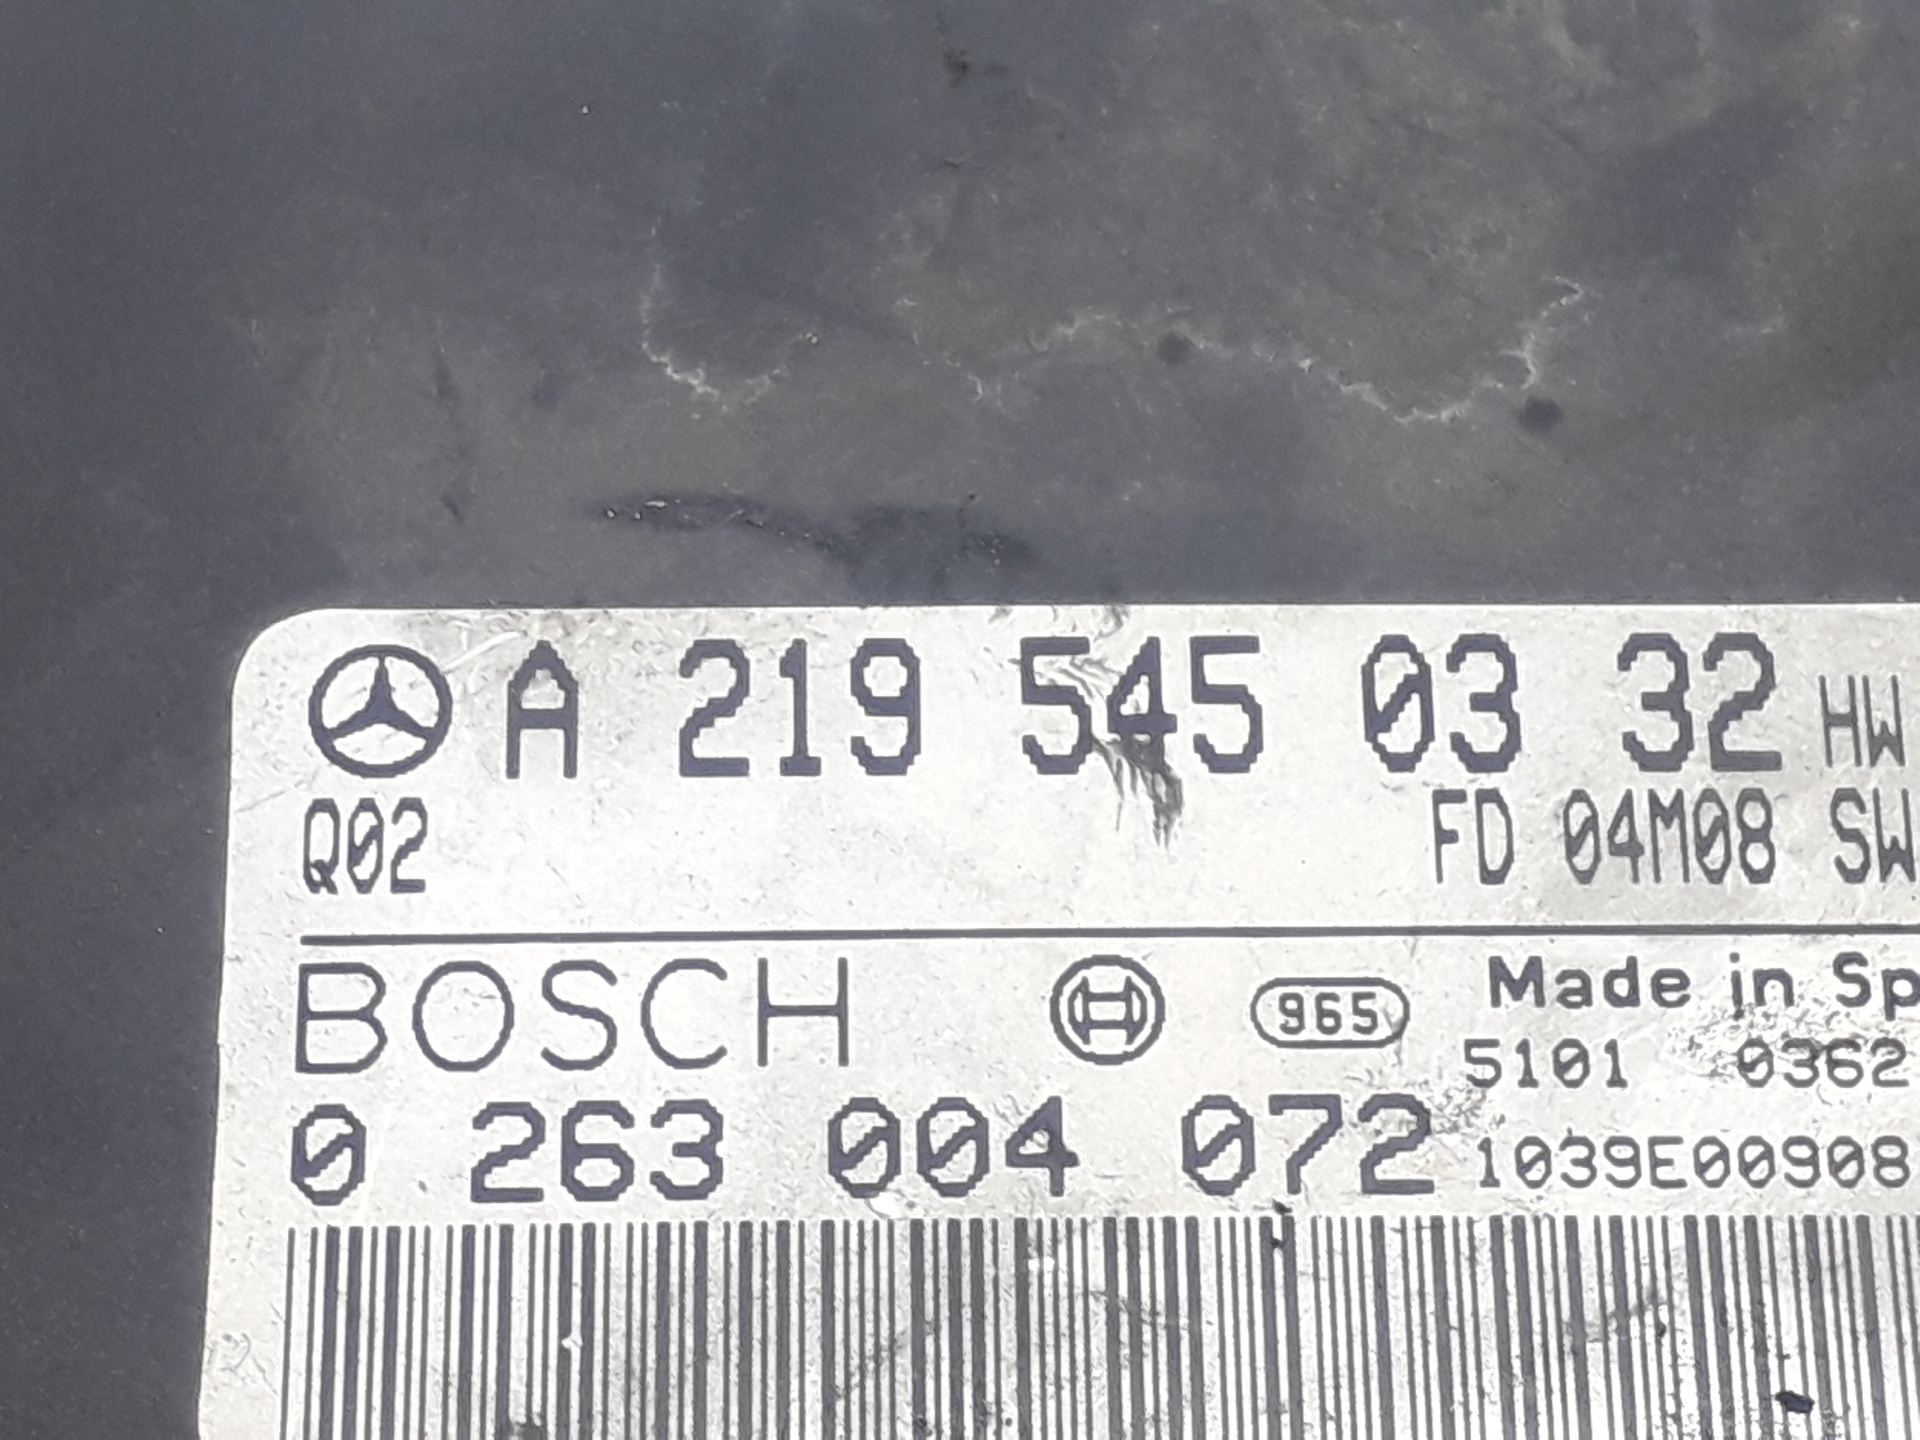 A 219 545 03 32 HW
Q02 FD 04M08 SW
BOSCH 965 Made in Sp
5101 0362
0 263 004 072 1039E00908